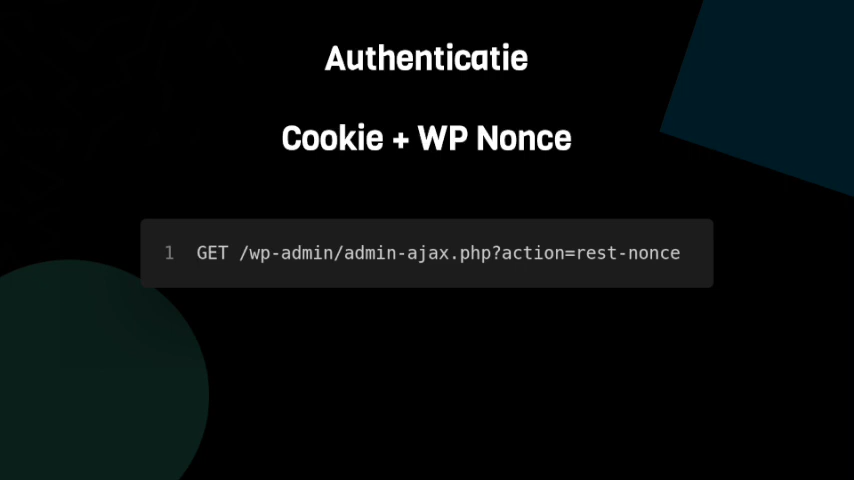 Authenticatie
Cookie + WP Nonce
1 GET /wp-admin/admin-ajax.php?action=rest-nonce